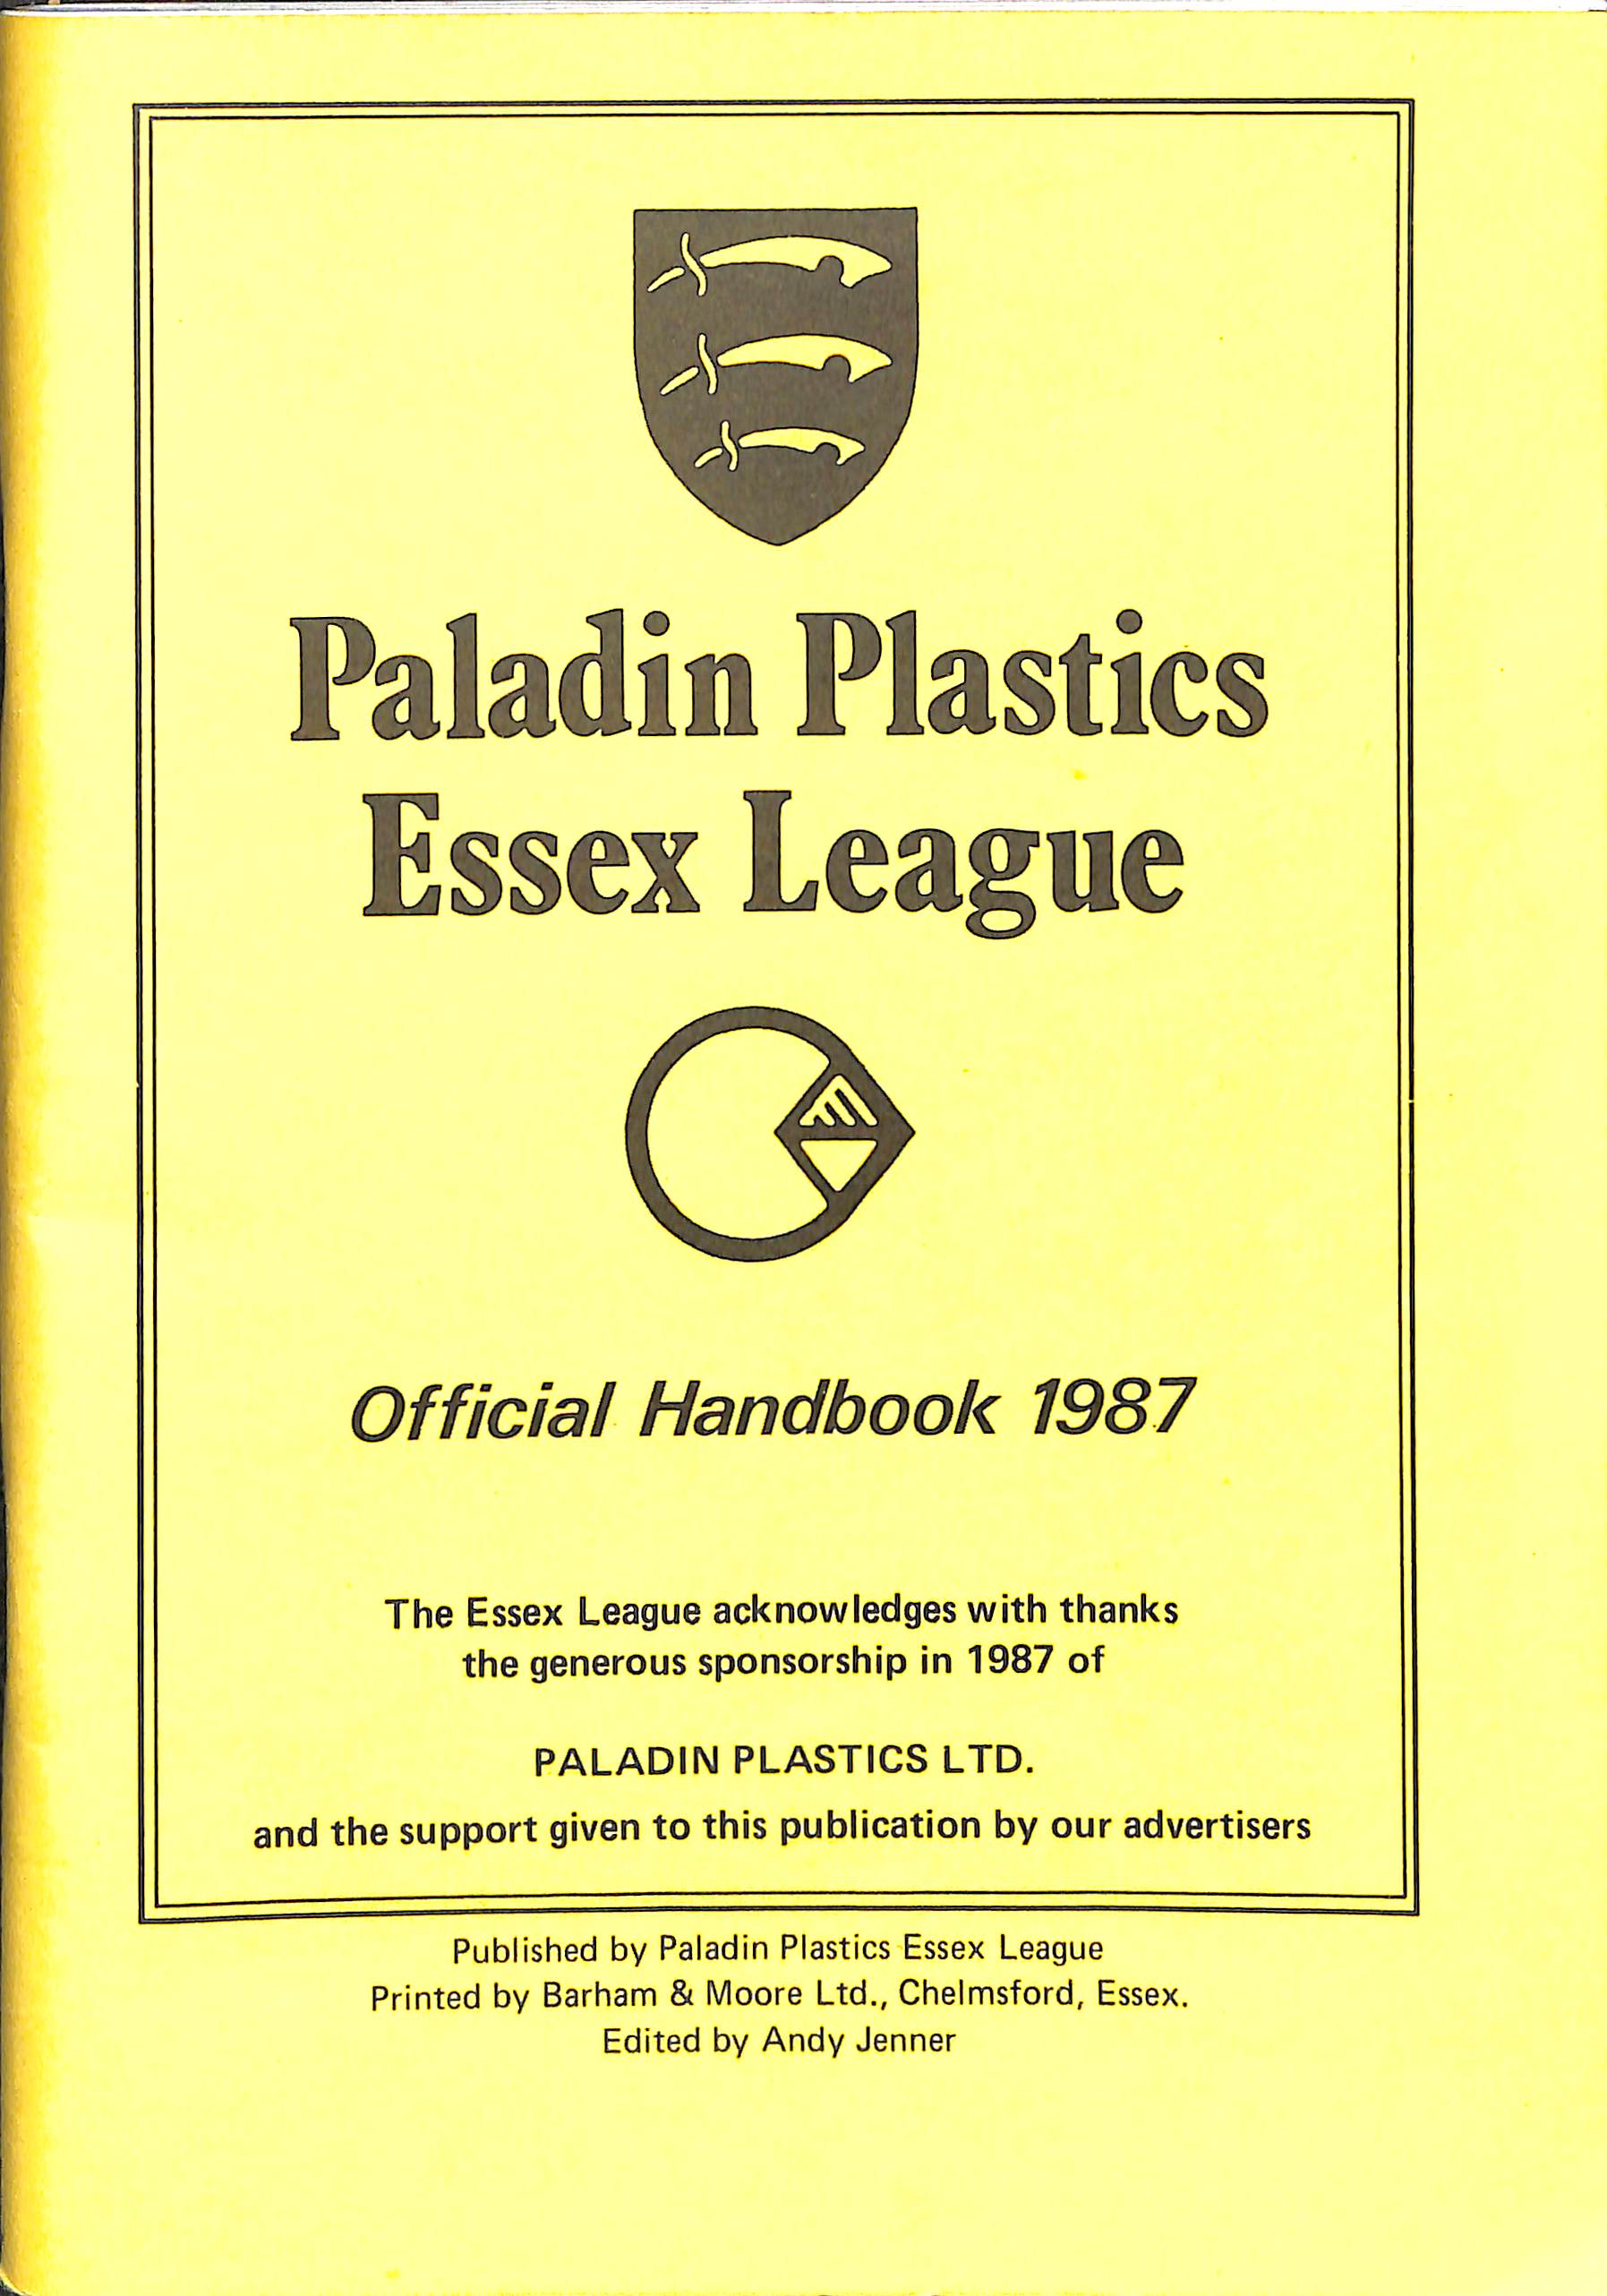 Paladin Plastics
Essex League
Official Handbook 1987
The Essex League acknowledges with thanks
the generous sponsorship in 1987 of
PALADIN PLASTICS LTD.
and the support given to this publication by our advertisers
Published by Paladin Plastics Essex League
Printed by Barham & Moore Ltd., Chelmsford, Essex.
Edited by Andy Jenner